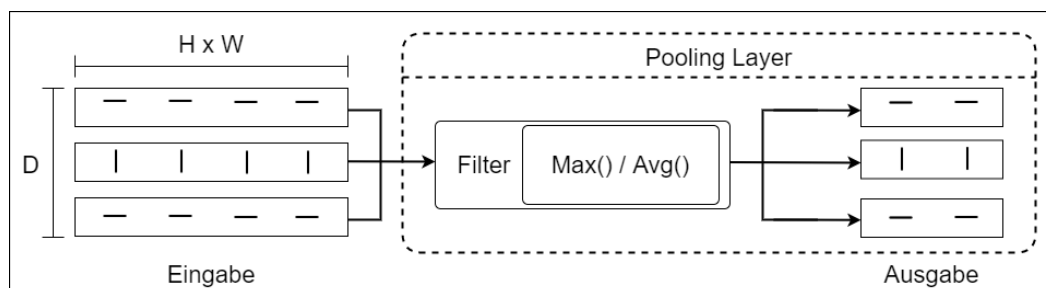 H x W
Pooling Layer
D
Filter
Max() / Avg()
Eingabe
Ausgabe